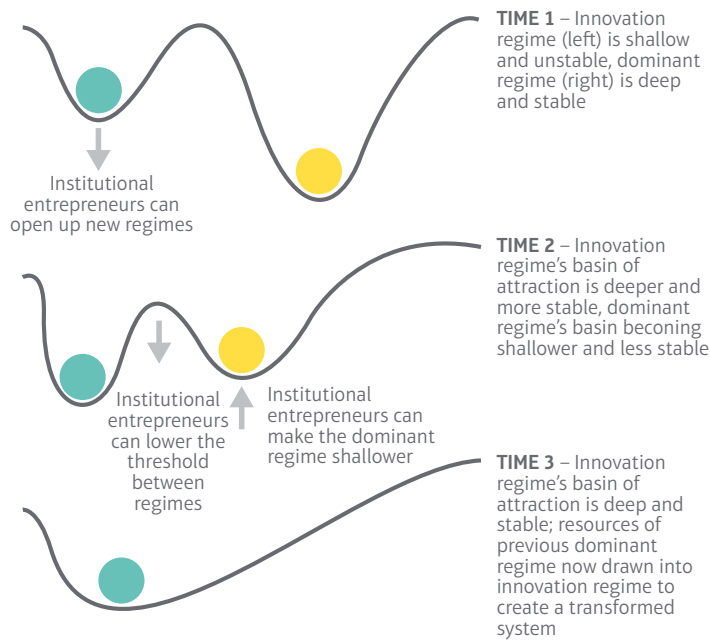 TIME 1 – Innovation
regime (left) is shallow
and unstable, dominant
regime (right) is deep
and stable
Institutional
entrepreneurs can
open up new regimes
TIME 2 – Innovation
regime’s basin of
attraction is deeper and
more stable, dominant
regime’s basin beconing
shallower and less stable
Institutional
entrepreneurs
can lower the
threshold
between
regimes
Institutional
entrepreneurs can
make the dominant
regime shallower
TIME 3 – Innovation
regime’s basin of
attraction is deep and
stable; resources of
previous dominant
regime now drawn into
innovation regime to
create a transformed
system